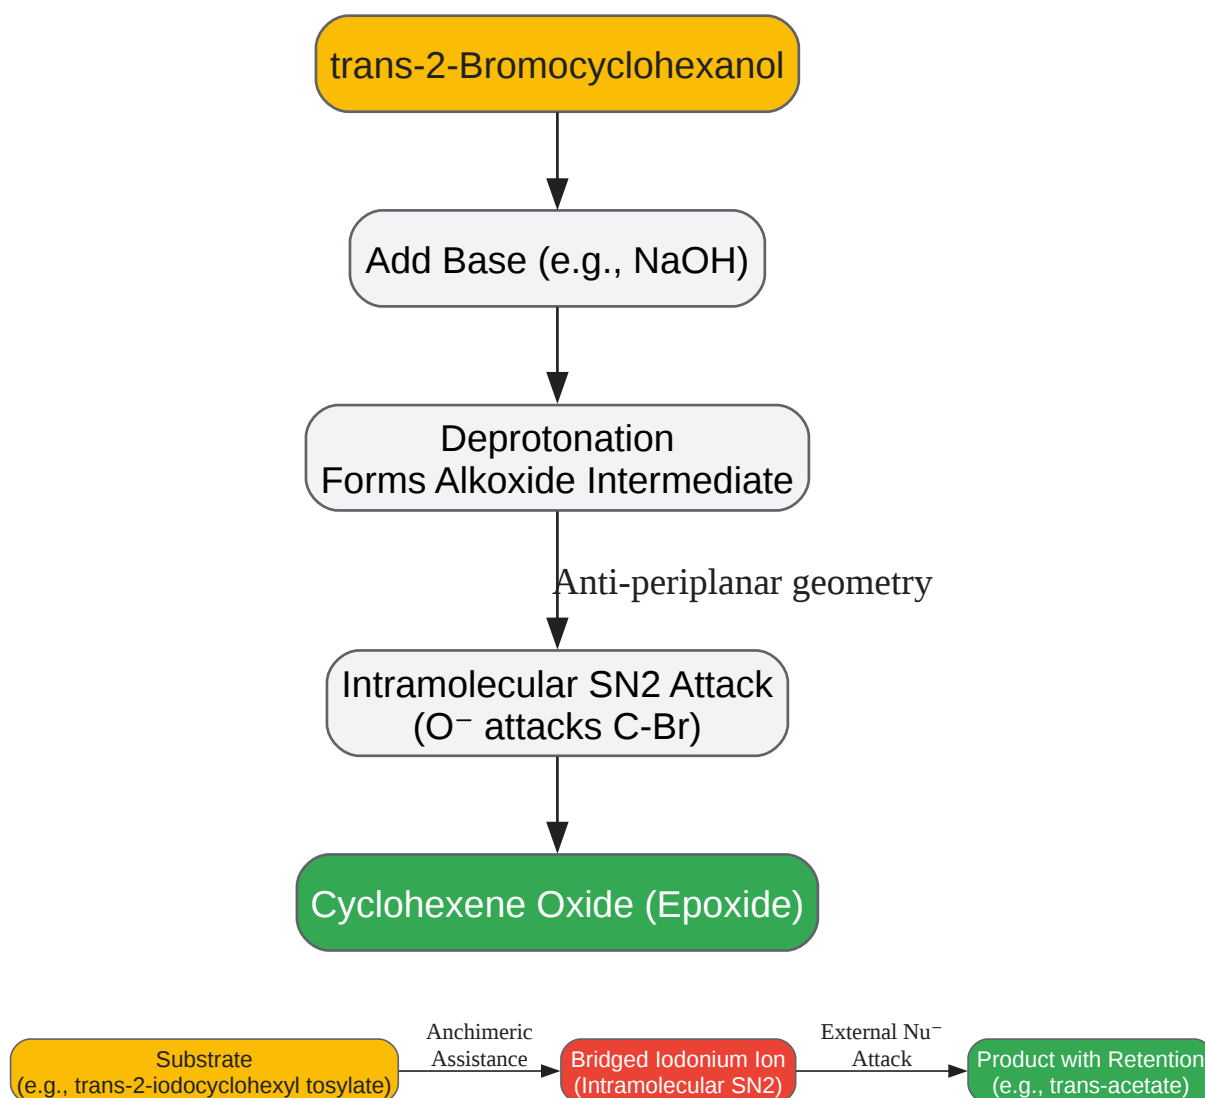 trans-2-Bromocyclohexanol
Add Base (e.g., NaOH)
Deprotonation
Forms Alkoxide Intermediate
Anti-periplanar geometry
Intramolecular SN2 Attack
(O⁻ attacks C-Br)
Cyclohexene Oxide (Epoxide)
Substrate
(e.g., trans-2-iodocyclohexyl tosylate)
Anchimeric
Assistance
Bridged Iodonium Ion
(Intramolecular SN2)
External Nu⁻
Attack
Product with Retention
(e.g., trans-acetate)